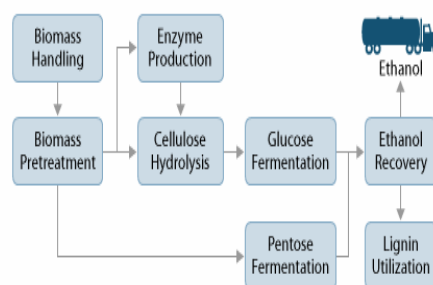 Biomass
Handling
Enzyme
Production
Ethanol
Biomass
Pretreatment
Cellulose
Hydrolysis
Glucose
Fermentation
Ethanol
Recovery
Pentose
Fermentation
Lignin
Utilization